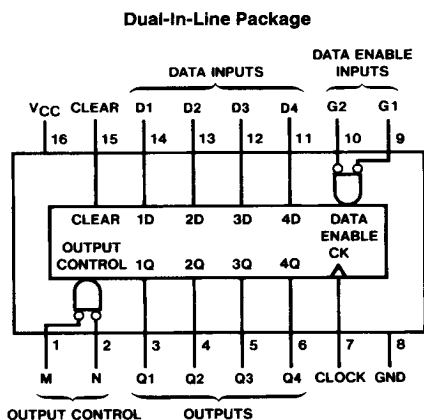 Dual-In-Line Package
DATA ENABLE
DATA INPUTS INPUTS
VCC CLEAR D1 D2 D3 D4 G2 G1
16 15 14 13 12 11 10 9
CLEAR 1D 2D 3D 4D DATA
OUTPUT ENABLE
CONTROL 1Q 2Q 3Q 4Q CK
1 2 3 4 5 6 7 8
M N Q1 Q2 Q3 Q4 CLOCK GND
OUTPUT CONTROL OUTPUTS